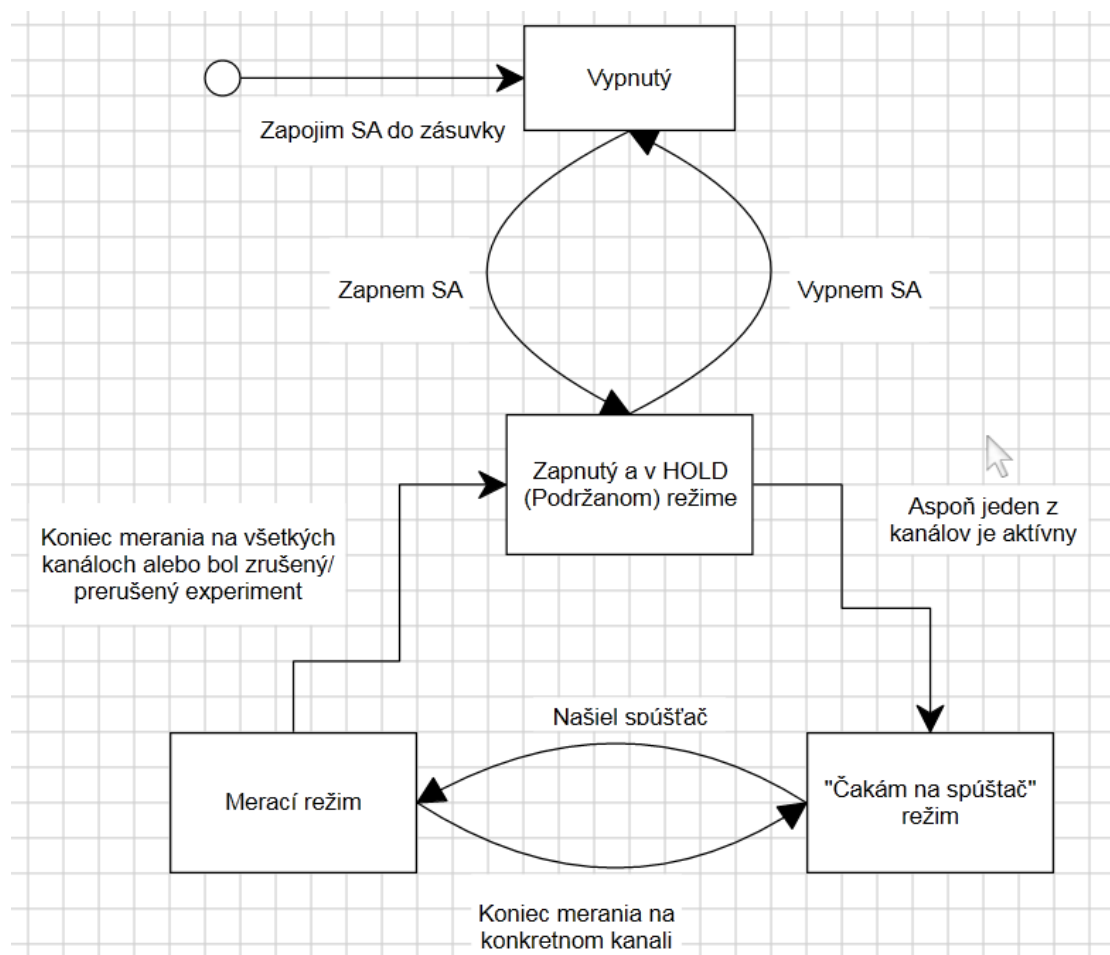 Vypnutý
Zapojim SA do zásuvky
Zapnem SA
Vypnem SA
Zapnutý a v HOLD
(Podržanom) režime
Aspoň jeden z
kanálov je aktívny
Koniec merania na všetkých
kanáloch alebo bol zrušený/
prerušený experiment
Našiel spúšťač
Merací režim
"Čakám na spúštač"
režim
Koniec merania na
konkretnom kanali